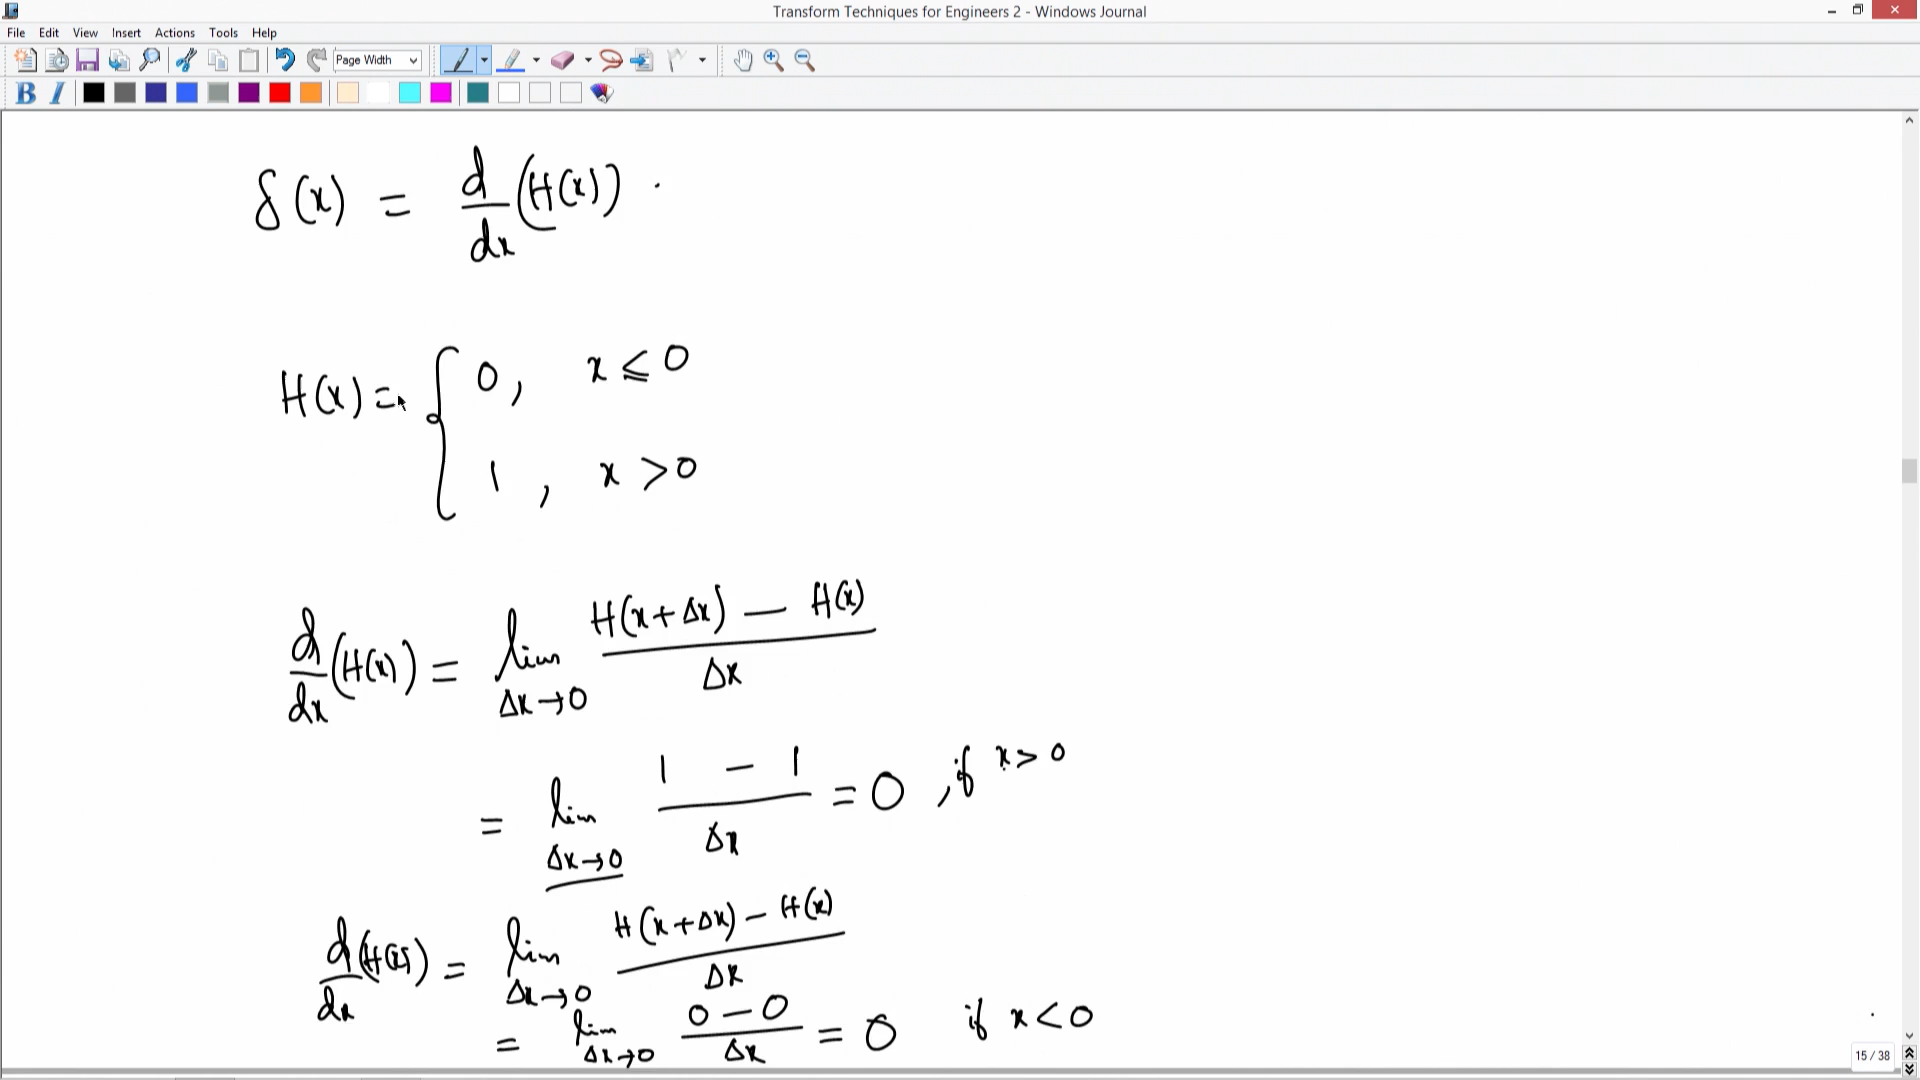 Transform Techniques for Engineers 2 - Windows Journal
File Edit View Insert Actions Tools Help
Page Width
B I
δ(x) = d/dx (H(x)) .
H(x) = { 0, x ⩽ 0
1, x > 0
d/dx (H(x)) = lim Δx→0 (H(x+Δx) − H(x)) / Δx
= lim Δx→0 (1 − 1) / Δx = 0, if x > 0
d/dx (H(x)) = lim Δx→0 (H(x+Δx) − H(x)) / Δx
= lim Δx→0 (0 − 0) / Δx = 0 if x < 0
15 / 38